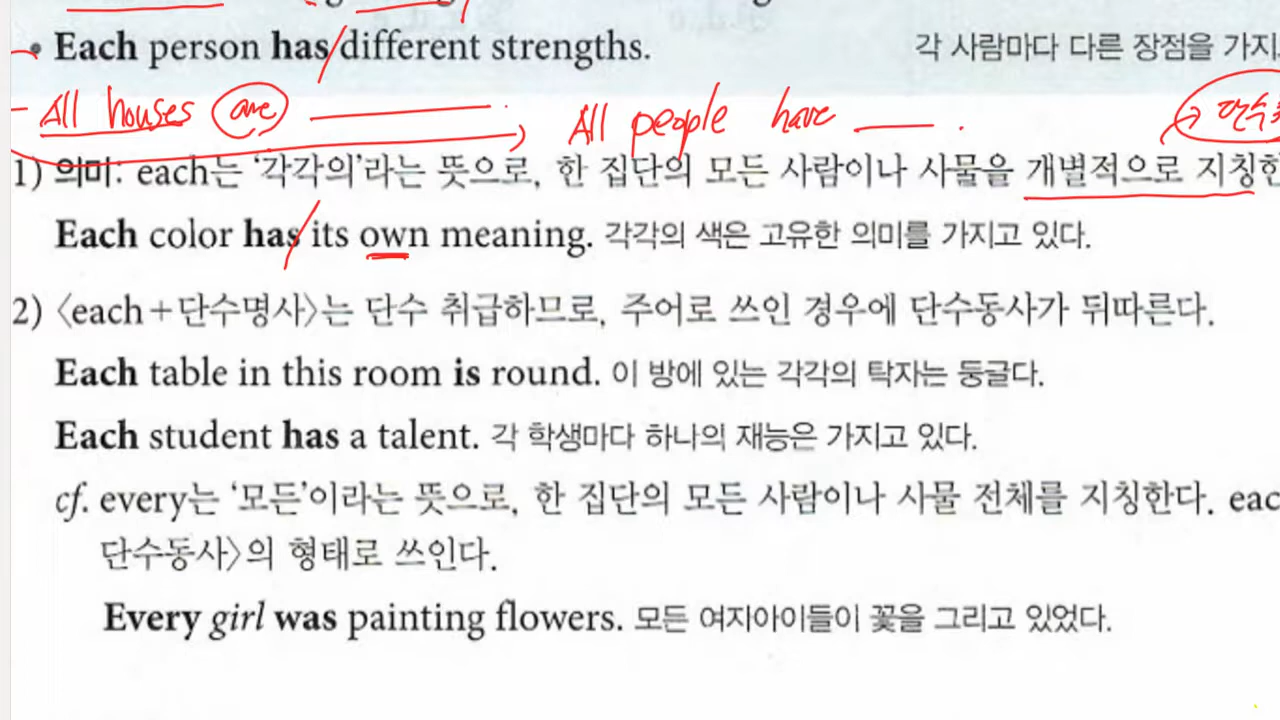 • Each person has different strengths. 각 사람마다 다른 장점을 가지
- All houses are ______. All people have ____ . → 단수
1) 의미: each는 ‘각각의’라는 뜻으로, 한 집단의 모든 사람이나 사물을 개별적으로 지칭한
Each color has its own meaning. 각각의 색은 고유한 의미를 가지고 있다.
2) 〈each+단수명사〉는 단수 취급하므로, 주어로 쓰인 경우에 단수동사가 뒤따른다.
Each table in this room is round. 이 방에 있는 각각의 탁자는 둥글다.
Each student has a talent. 각 학생마다 하나의 재능은 가지고 있다.
cf. every는 ‘모든’이라는 뜻으로, 한 집단의 모든 사람이나 사물 전체를 지칭한다. eac
단수동사〉의 형태로 쓰인다.
Every girl was painting flowers. 모든 여자아이들이 꽃을 그리고 있었다.